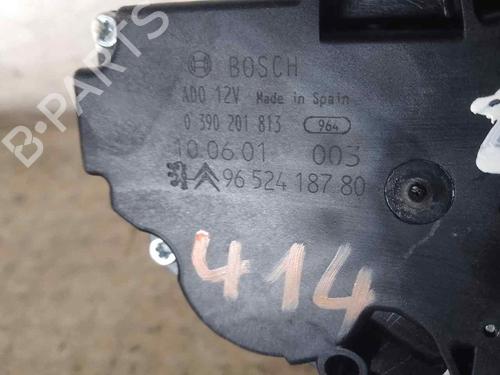 B-PARTS
BOSCH
ADO 12V Made in Spain
0 390 201 813 964
10.06.01 003
96 524 187 80
414